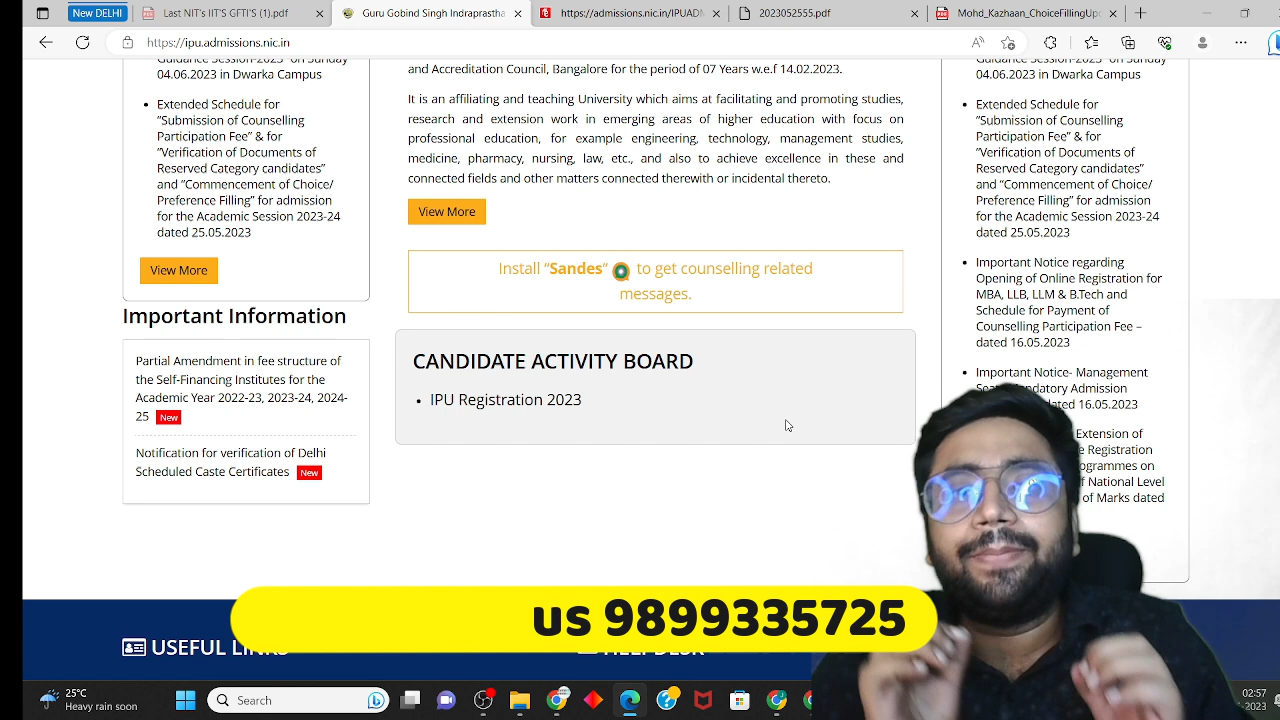 New DELHI
Last NIT's IIT'S GFTI's (1).pdf
Guru Gobind Singh Indraprastha
https://admissions.nic.in/IPUADM
Mohd_Kazhaan_ChoiceFillingUp
https://ipu.admissions.nic.in
Guidance Session-2023" on Sunday
04.06.2023 in Dwarka Campus
Extended Schedule for
"Submission of Counselling
Participation Fee" & for
"Verification of Documents of
Reserved Category candidates"
and "Commencement of Choice/
Preference Filling" for admission
for the Academic Session 2023-24
dated 25.05.2023
View More
Important Information
Partial Amendment in fee structure of
the Self-Financing Institutes for the
Academic Year 2022-23, 2023-24, 2024-
25 New
Notification for verification of Delhi
Scheduled Caste Certificates New
and Accreditation Council, Bangalore for the period of 07 Years w.e.f 14.02.2023.
It is an affiliating and teaching University which aims at facilitating and promoting studies,
research and extension work in emerging areas of higher education with focus on
professional education, for example engineering, technology, management studies,
medicine, pharmacy, nursing, law, etc., and also to achieve excellence in these and
connected fields and other matters connected therewith or incidental thereto.
View More
Install "Sandes" to get counselling related
messages.
CANDIDATE ACTIVITY BOARD
IPU Registration 2023
Guidance Session-2023" on Sunday
04.06.2023 in Dwarka Campus
Extended Schedule for
"Submission of Counselling
Participation Fee" & for
"Verification of Documents of
Reserved Category candidates"
and "Commencement of Choice/
Preference Filling" for admission
for the Academic Session 2023-24
dated 25.05.2023
Important Notice regarding
Opening of Online Registration for
MBA, LLB, LLM & B.Tech and
Schedule for Payment of
Counselling Participation Fee –
dated 16.05.2023
Important Notice- Management
Admission
dated 16.05.2023
Extension of
Registration
Programmes on
of National Level
of Marks dated
us 9899335725
USEFUL LINKS
HELPDESK
25°C
Heavy rain soon
Search
02:57
2023